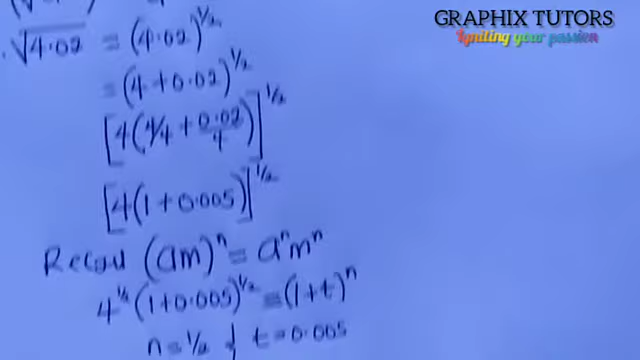 GRAPHIX TUTORS
Igniting your passion
√4.02 = (4.02)^1/2
= (4+0.02)^1/2
[4(4/4 + 0.02/4)]^1/2
[4(1+0.005)]^1/2
Recall (am)^n = a^n m^n
4^1/2 (1+0.005)^1/2 = (1+t)^n
n = 1/2 & t = 0.005